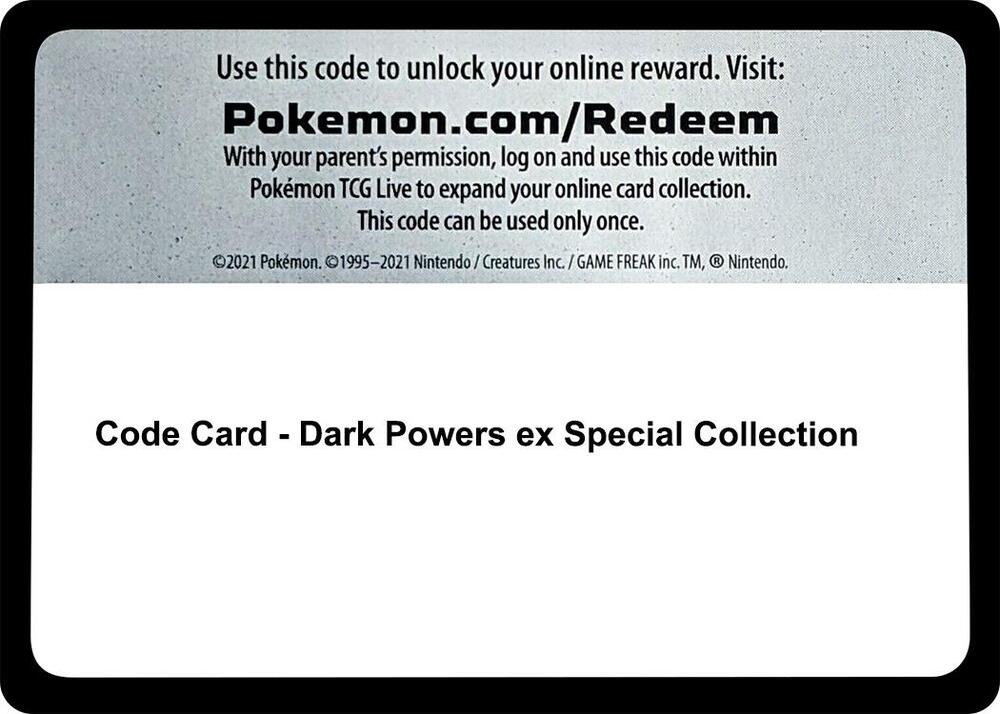 Use this code to unlock your online reward. Visit:
Pokemon.com/Redeem
With your parent's permission, log on and use this code within
Pokémon TCG Live to expand your online card collection.
This code can be used only once.
©2021 Pokémon. ©1995–2021 Nintendo / Creatures Inc. / GAME FREAK inc. TM, ® Nintendo.
Code Card - Dark Powers ex Special Collection